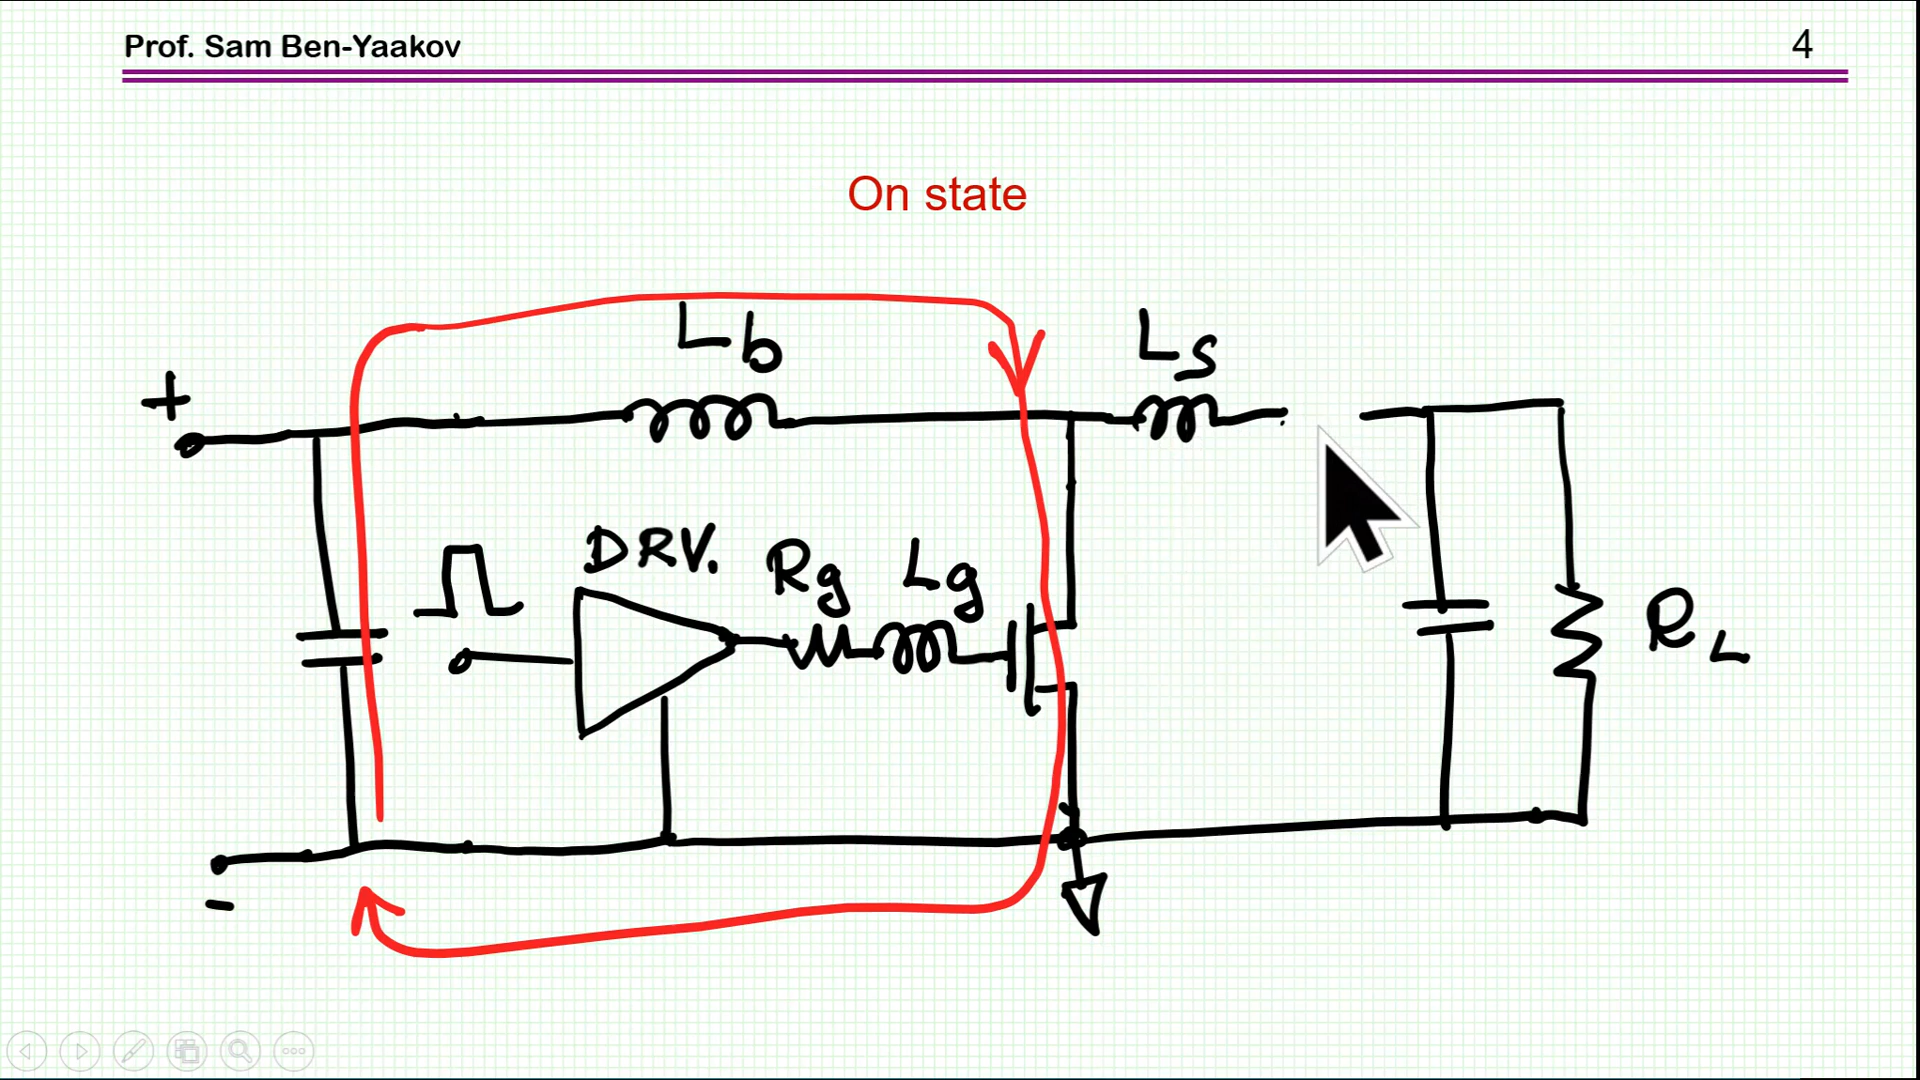 Prof. Sam Ben-Yaakov
4
On state
Lb
Ls
+
DRV.
Rg
Lg
RL
-